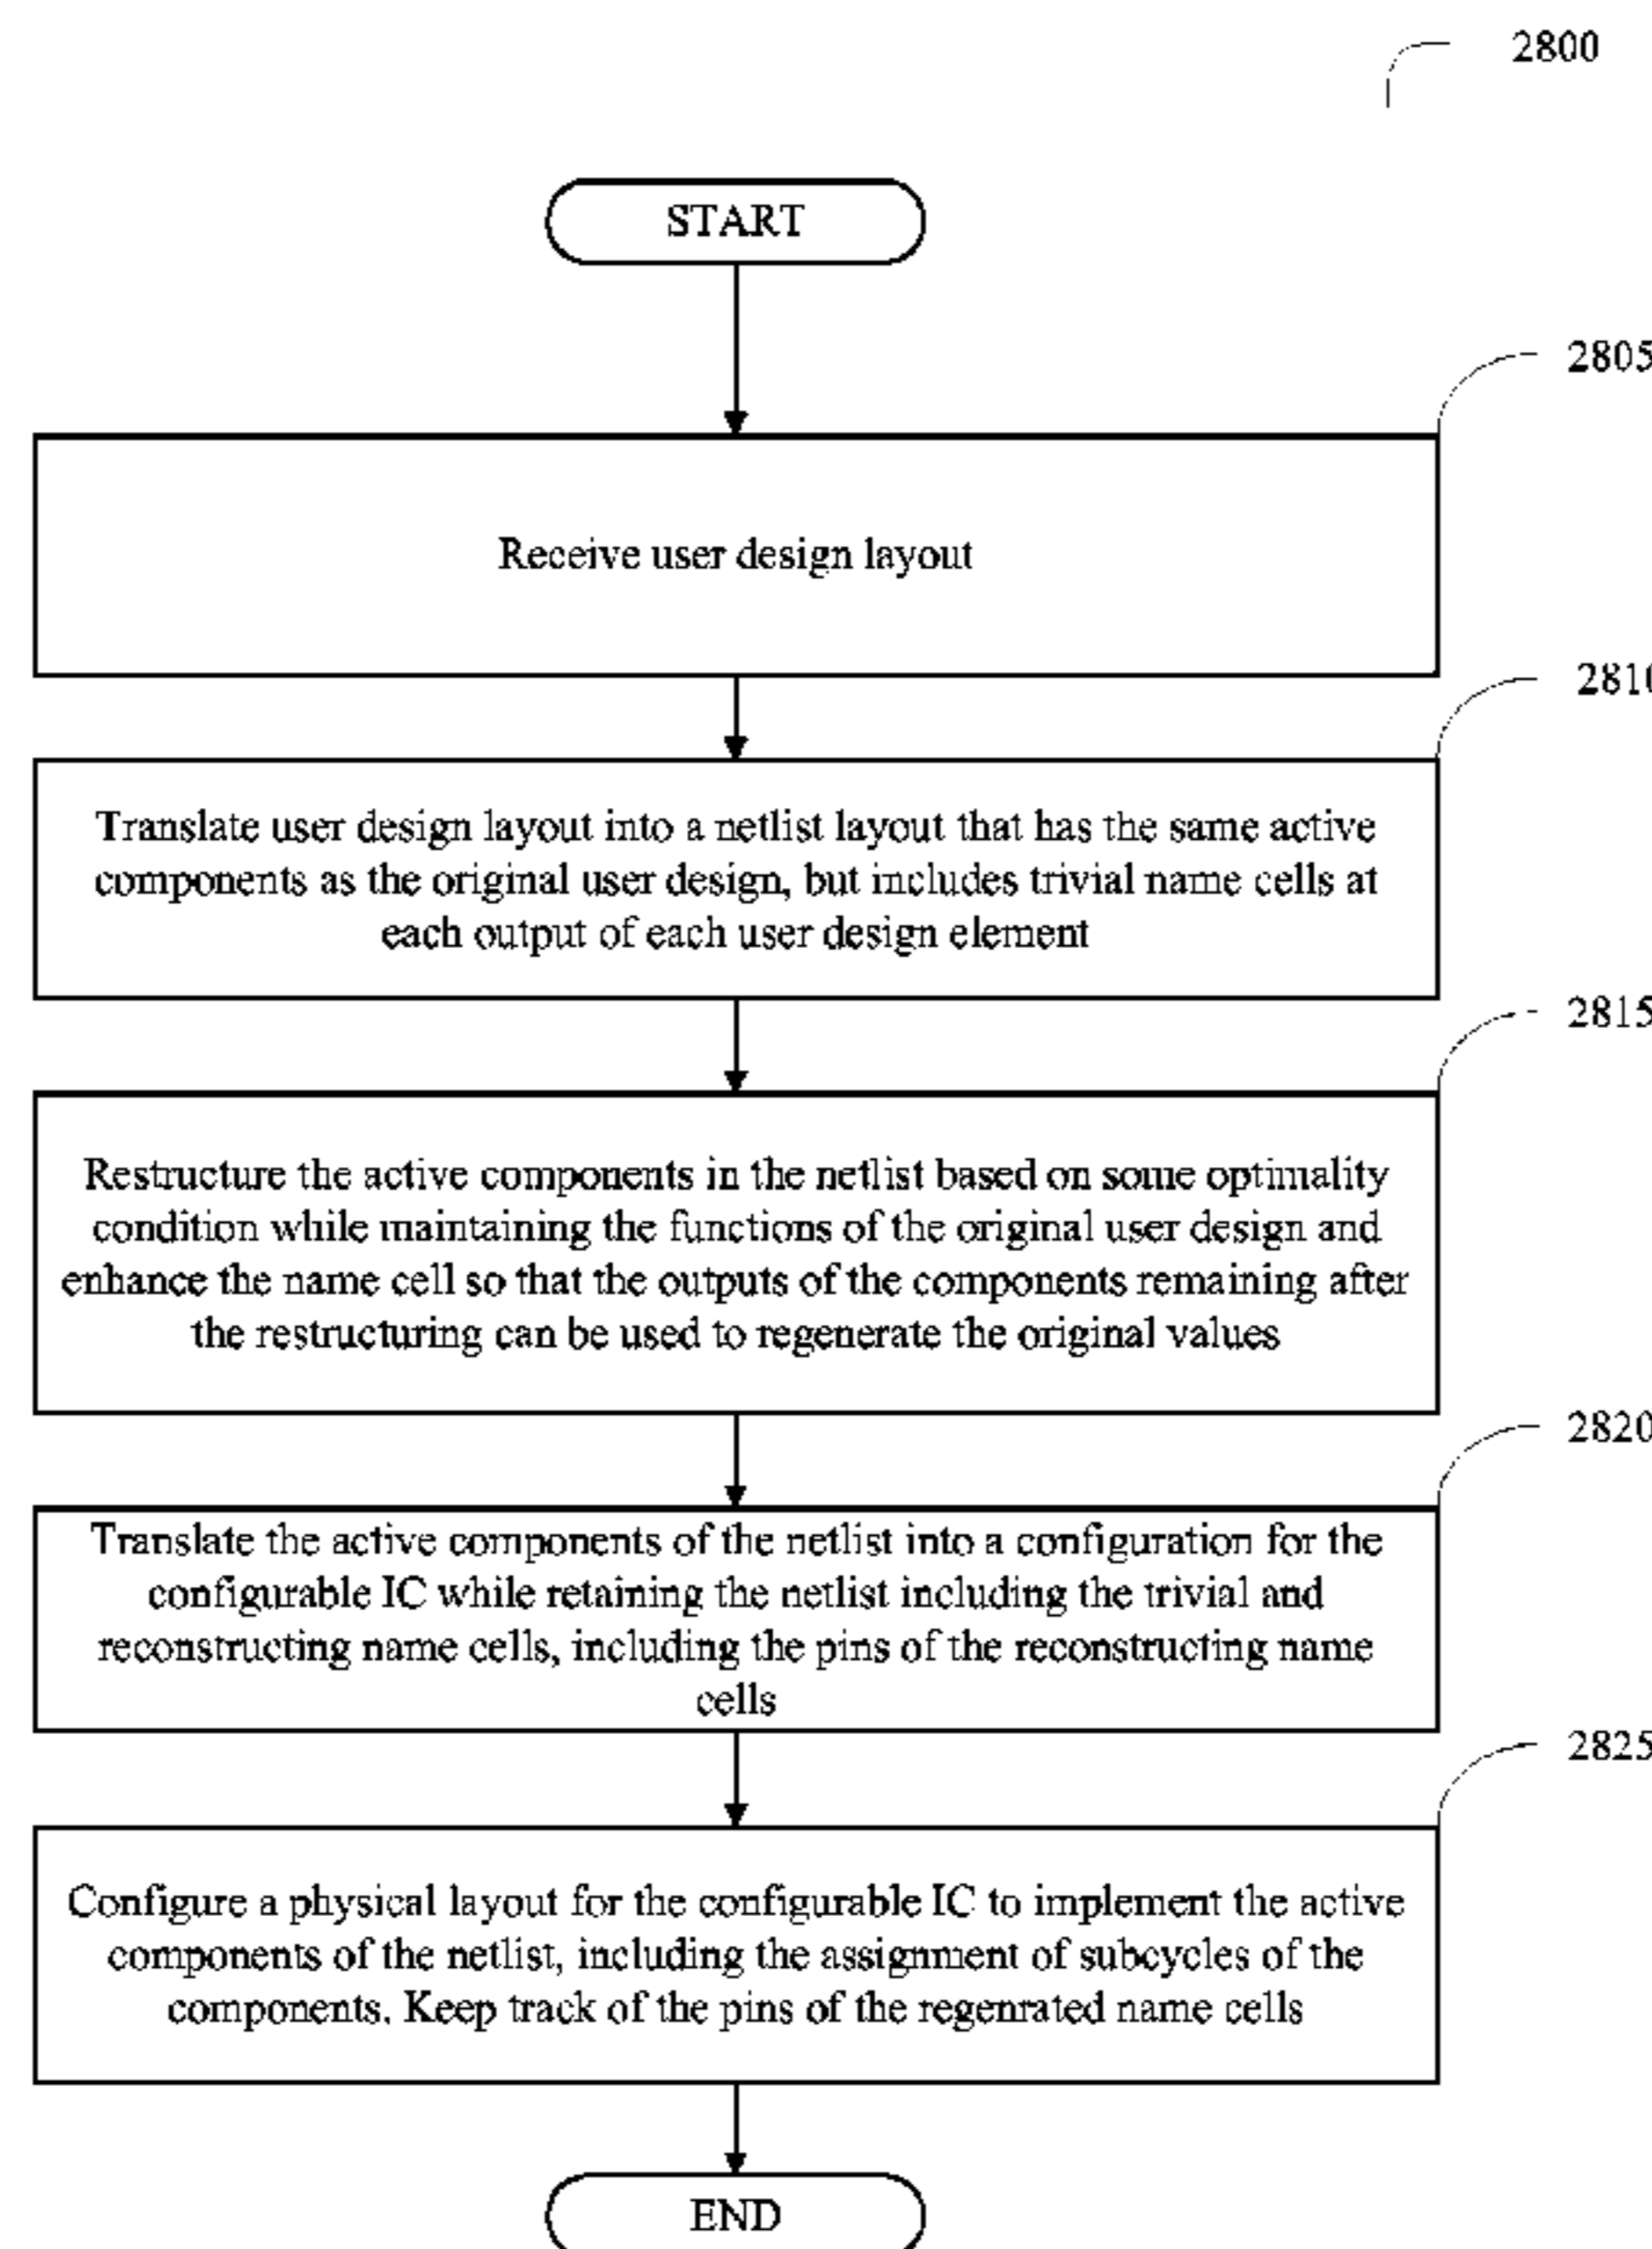 2800
START
2805
Receive user design layout
2810
Translate user design layout into a netlist layout that has the same active
components as the original user design, but includes trivial name cells at
each output of each user design element
2815
Restructure the active components in the netlist based on some optimality
condition while maintaining the functions of the original user design and
enhance the name cell so that the outputs of the components remaining after
the restructuring can be used to regenerate the original values
2820
Translate the active components of the netlist into a configuration for the
configurable IC while retaining the netlist including the trivial and
reconstructing name cells, including the pins of the reconstructing name
cells
2825
Configure a physical layout for the configurable IC to implement the active
components of the netlist, including the assignment of subcycles of the
components. Keep track of the pins of the regenrated name cells
END